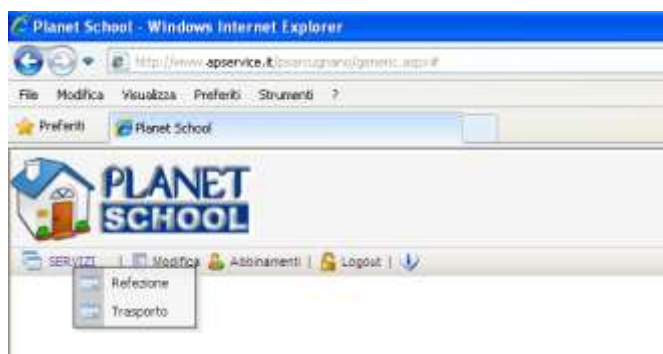 Planet School - Windows Internet Explorer
http://www.apservice.it/
File Modifica Visualizza Preferiti Strumenti ?
Preferiti Planet School
PLANET
SCHOOL
SERVIZI | Modifica Abbinamenti | Logout |
Refezione
Trasporto